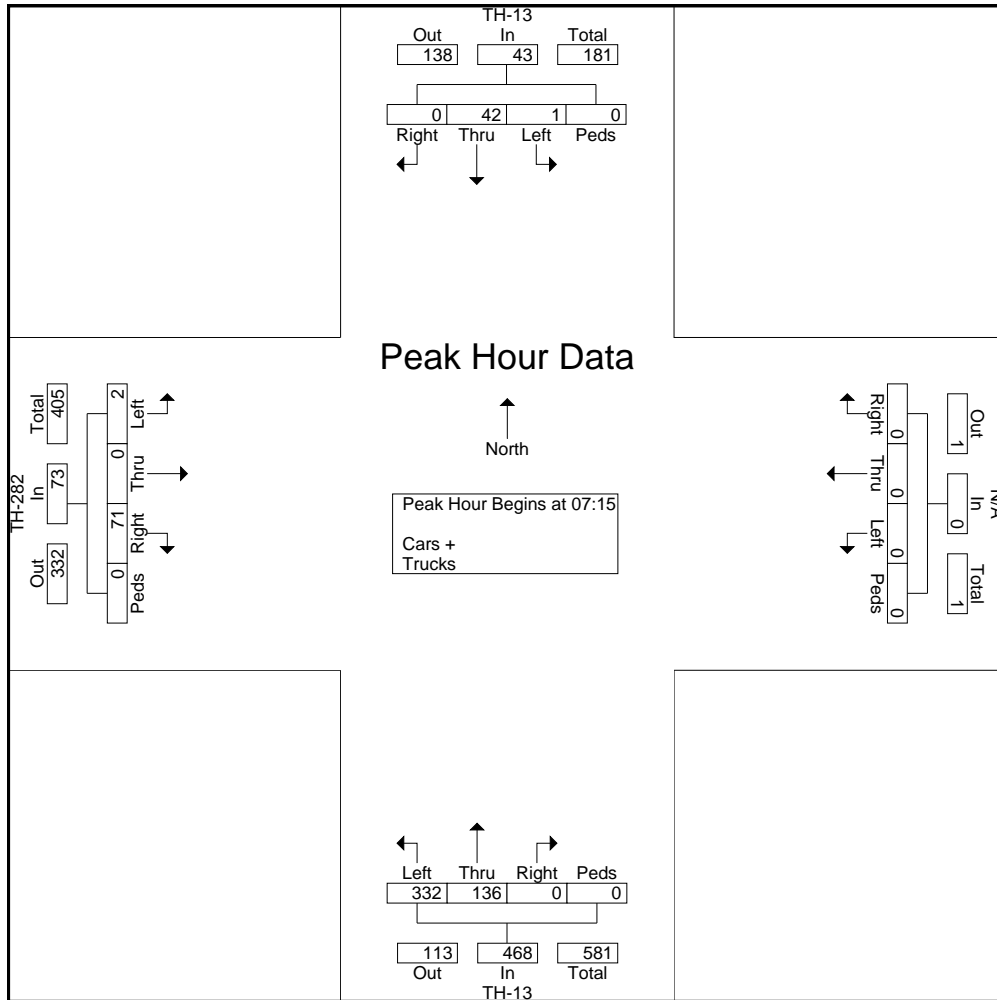 TH-13
Out In Total
138 43 181
0 42 1 0
Right Thru Left Peds
Peak Hour Data
North
Peak Hour Begins at 07:15
Cars +
Trucks
TH-282
Total In Out
405 73 332
2 0 71 0
Left Thru Right Peds
N/A
Out In Total
1 0 1
0 0 0 0
Right Thru Left Peds
Left Thru Right Peds
332 136 0 0
113 468 581
Out In Total
TH-13